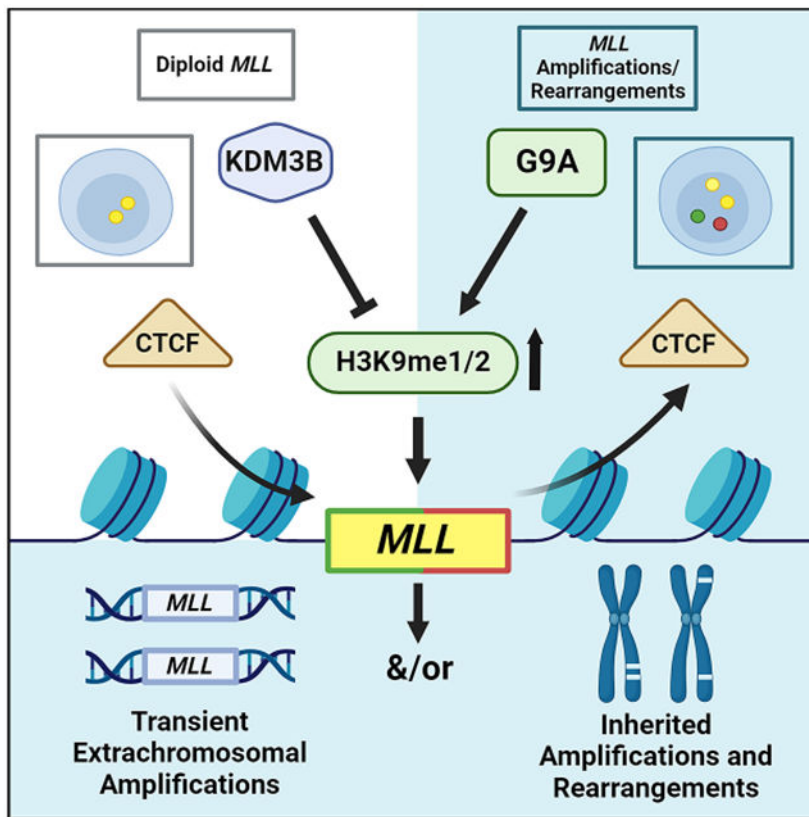 Diploid MLL
MLL
Amplifications/
Rearrangements
KDM3B
G9A
CTCF
H3K9me1/2
CTCF
MLL
MLL
MLL
&/or
Transient
Extrachromosomal
Amplifications
Inherited
Amplifications and
Rearrangements